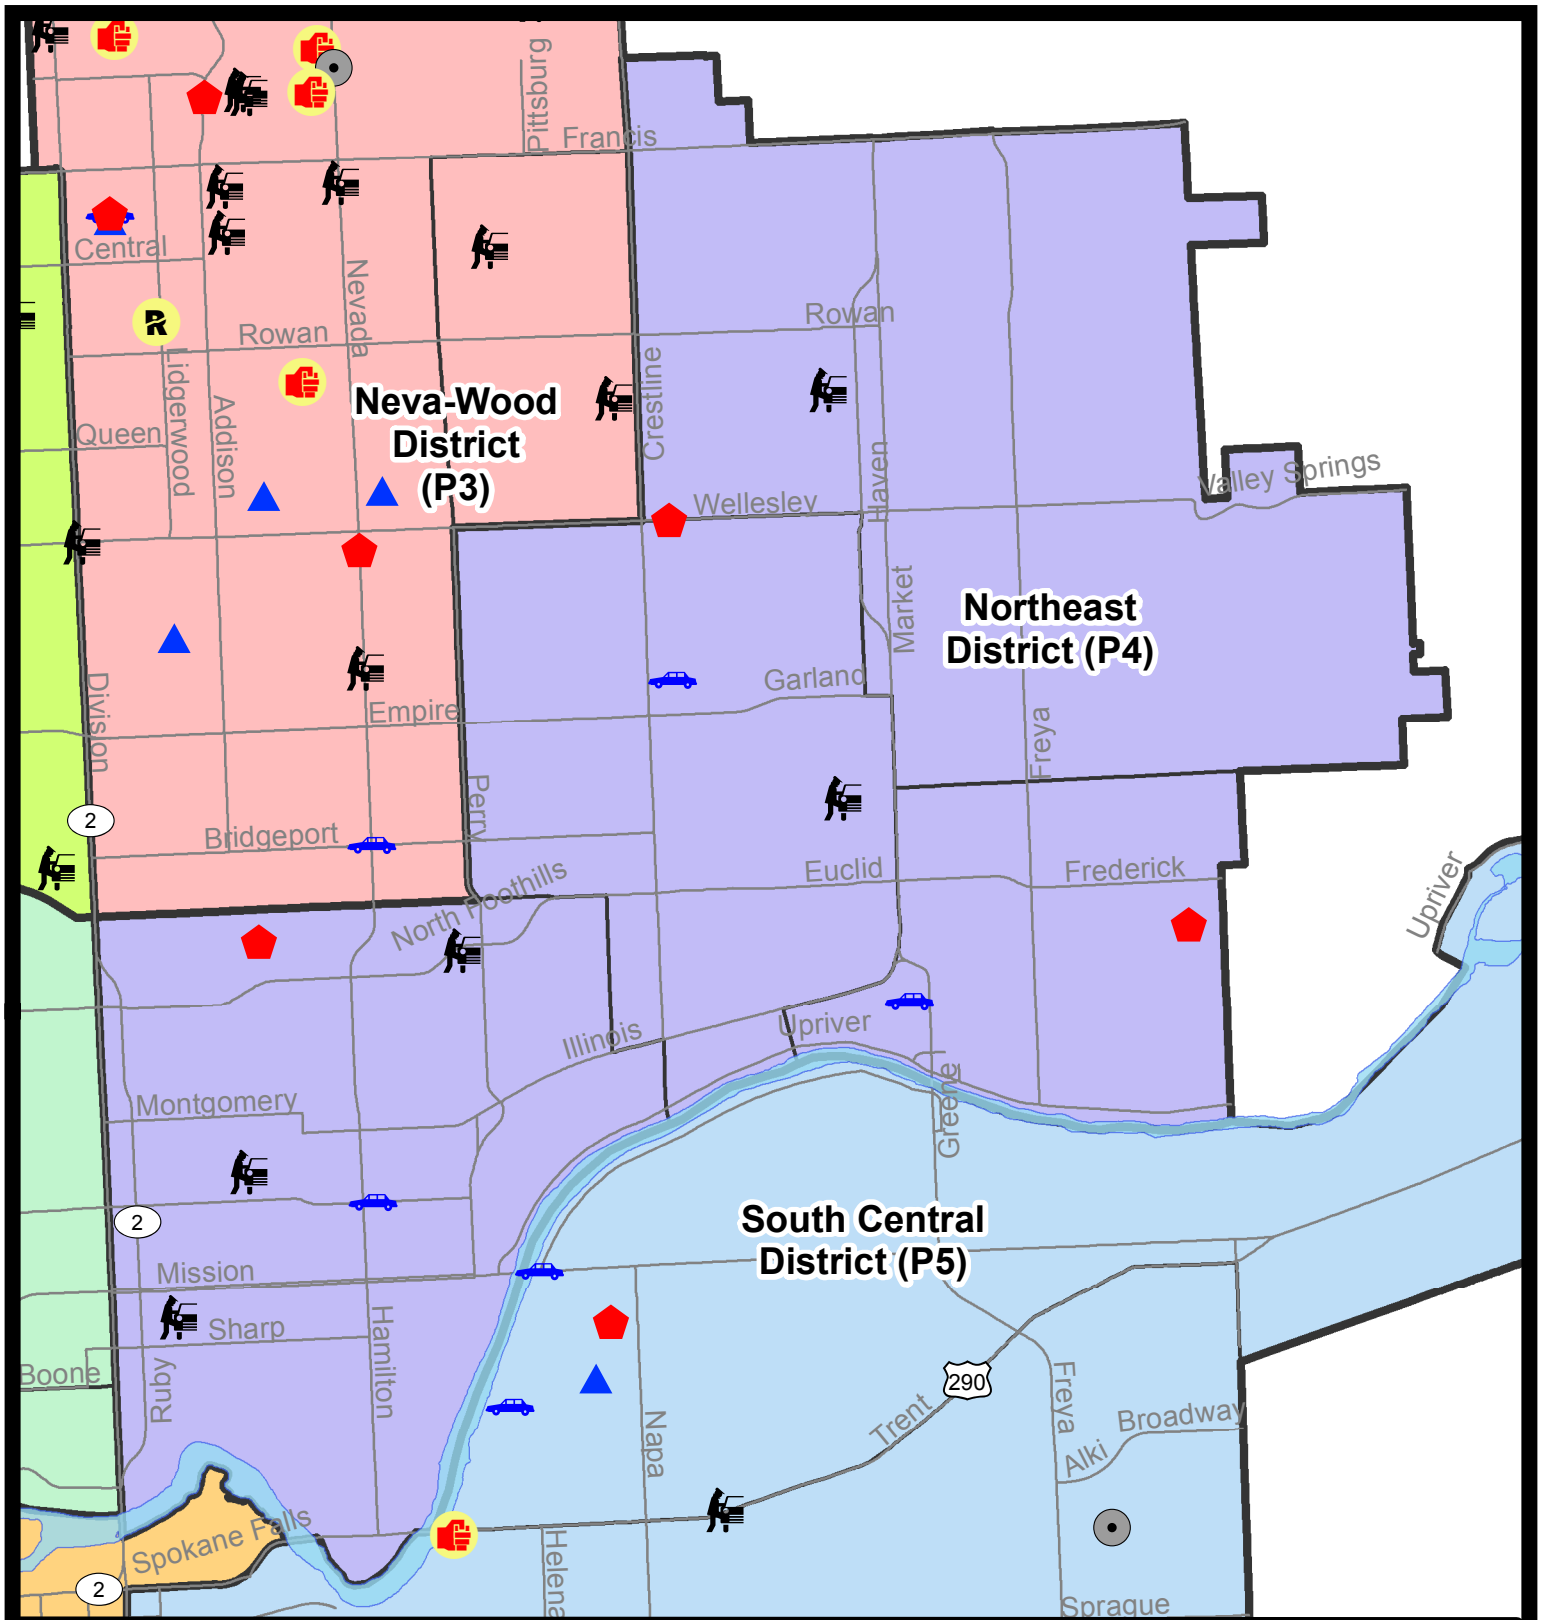 Pittsburg
Francis
Central
Nevada
Rowan
Rowan
Lidgerwood
Addison
Queen
Crestline
Neva-Wood
District
(P3)
Haven
Wellesley
Valley Springs
Market
Northeast
District (P4)
Division
Garland
Empire
Freya
Perry
2
Bridgeport
Euclid
Frederick
North Foothills
Upriver
Illinois
Upriver
Greene
Montgomery
2
South Central
District (P5)
Mission
Sharp
Hamilton
Boone
Ruby
290
Freya
Napa
Trent
Broadway
Alki
Spokane Falls
Helena
2
Sprague